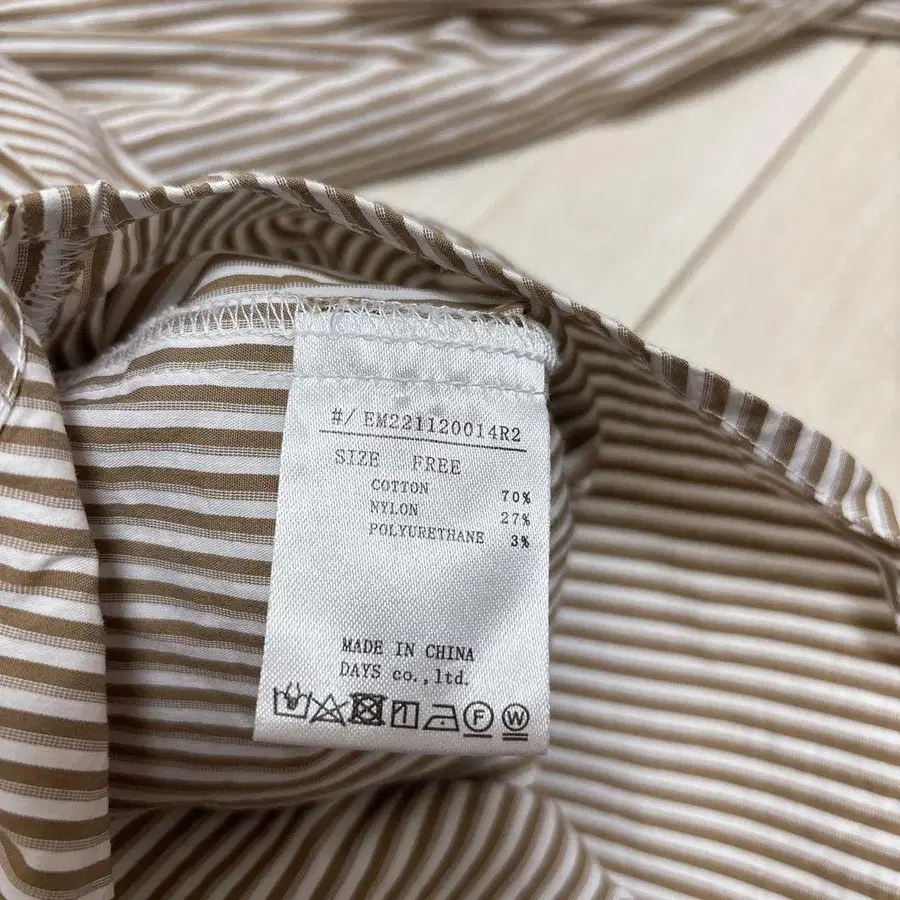 #/ EM221120014R2
SIZE FREE
COTTON 70%
NYLON 27%
POLYURETHANE 3%
MADE IN CHINA
DAYS co.,ltd.
F W